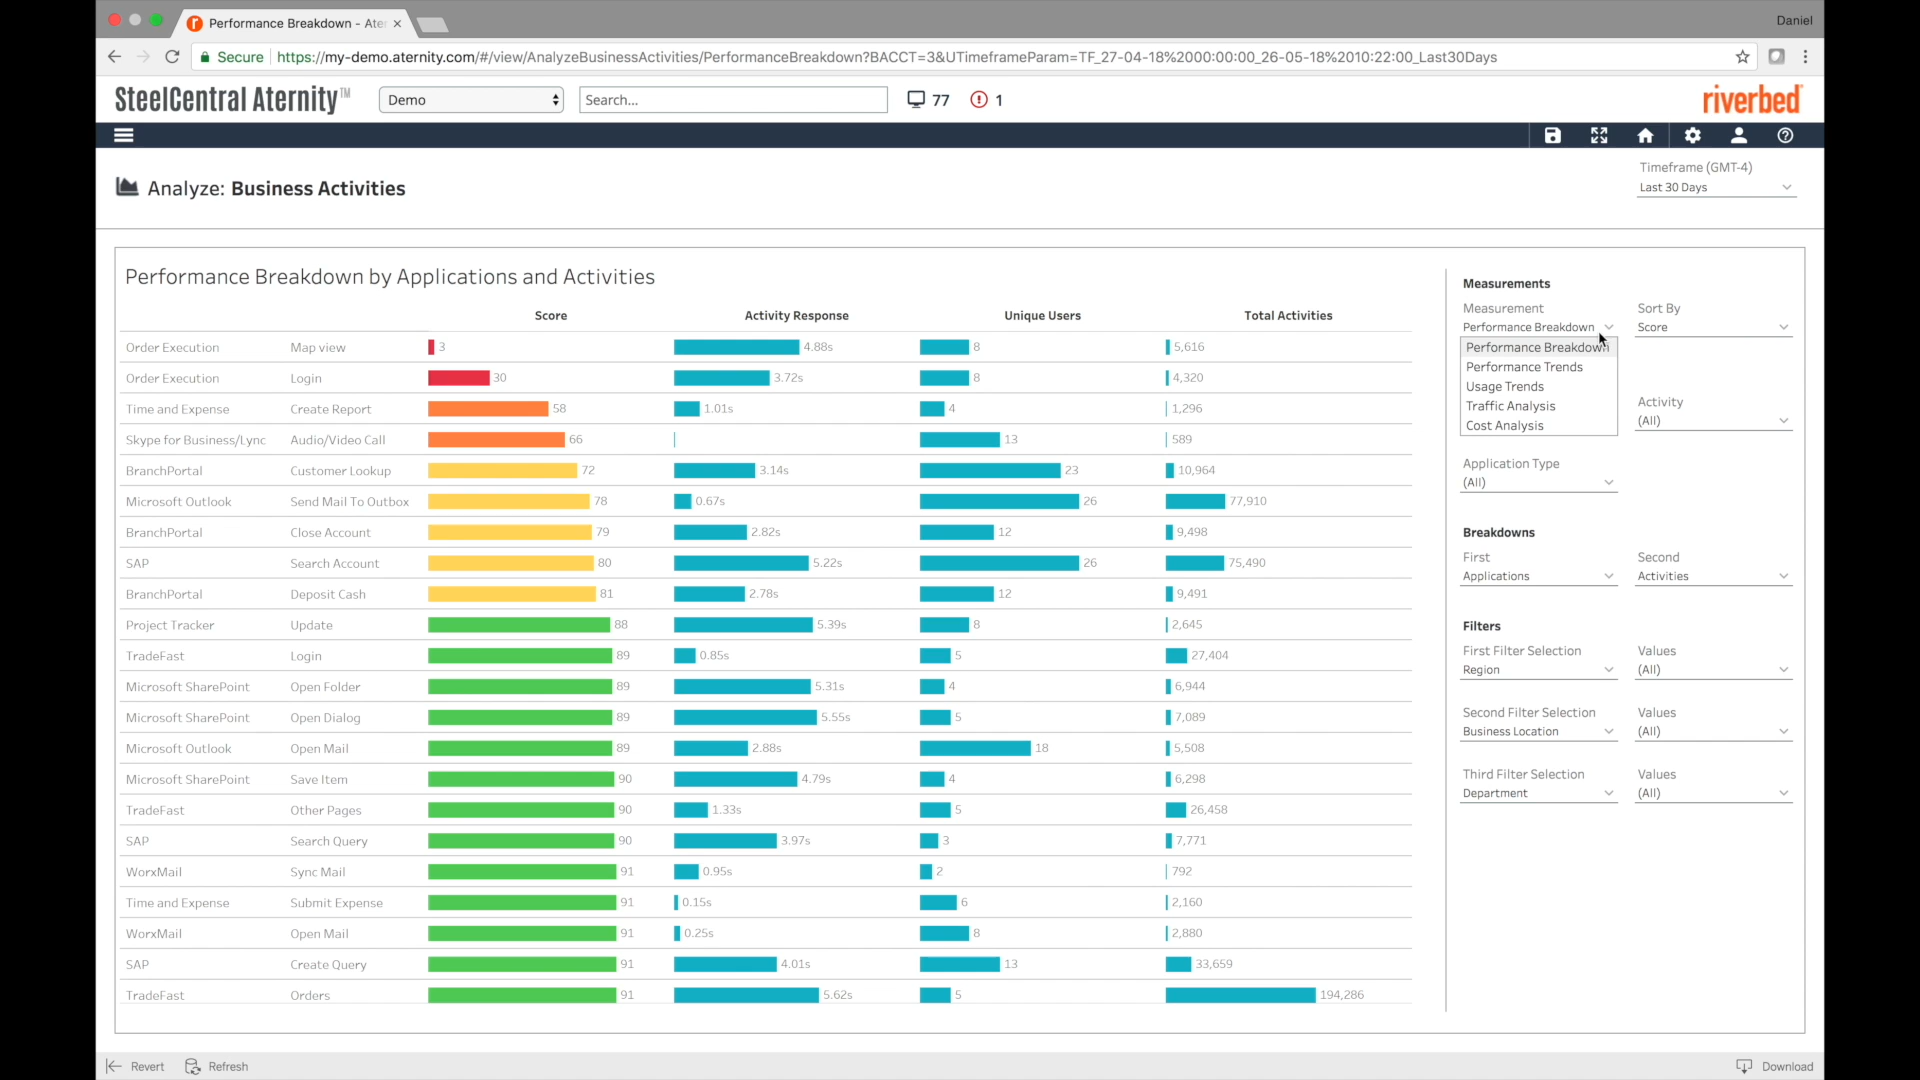 Performance Breakdown - Ate
Daniel
Secure https://my-demo.aternity.com/#/view/AnalyzeBusinessActivities/PerformanceBreakdown?BACCT=3&UTimeframeParam=TF_27-04-18%2000:00:00_26-05-18%2010:22:00_Last30Days
SteelCentral Aternity™ Demo Search... 77 1 riverbed
Analyze: Business Activities
Timeframe (GMT-4)
Last 30 Days
Performance Breakdown by Applications and Activities
Score Activity Response Unique Users Total Activities
Order Execution Map view 3 4.88s 8 5,616
Order Execution Login 30 3.72s 8 4,320
Time and Expense Create Report 58 1.01s 4 1,296
Skype for Business/Lync Audio/Video Call 66 13 589
BranchPortal Customer Lookup 72 3.14s 23 10,964
Microsoft Outlook Send Mail To Outbox 78 0.67s 26 77,910
BranchPortal Close Account 79 2.82s 12 9,498
SAP Search Account 80 5.22s 26 75,490
BranchPortal Deposit Cash 81 2.78s 12 9,491
Project Tracker Update 88 5.39s 8 2,645
TradeFast Login 89 0.85s 5 27,404
Microsoft SharePoint Open Folder 89 5.31s 4 6,944
Microsoft SharePoint Open Dialog 89 5.55s 5 7,089
Microsoft Outlook Open Mail 89 2.88s 18 5,508
Microsoft SharePoint Save Item 90 4.79s 4 6,298
TradeFast Other Pages 90 1.33s 5 26,458
SAP Search Query 90 3.97s 3 7,771
WorxMail Sync Mail 91 0.95s 2 792
Time and Expense Submit Expense 91 0.15s 6 2,160
WorxMail Open Mail 91 0.25s 8 2,880
SAP Create Query 91 4.01s 13 33,659
TradeFast Orders 91 5.62s 5 194,286
Measurements
Measurement Sort By
Performance Breakdown Score
Performance Breakdown
Performance Trends
Usage Trends
Traffic Analysis
Cost Analysis
Activity
(All)
Application Type
(All)
Breakdowns
First Second
Applications Activities
Filters
First Filter Selection Values
Region (All)
Second Filter Selection Values
Business Location (All)
Third Filter Selection Values
Department (All)
Revert Refresh Download